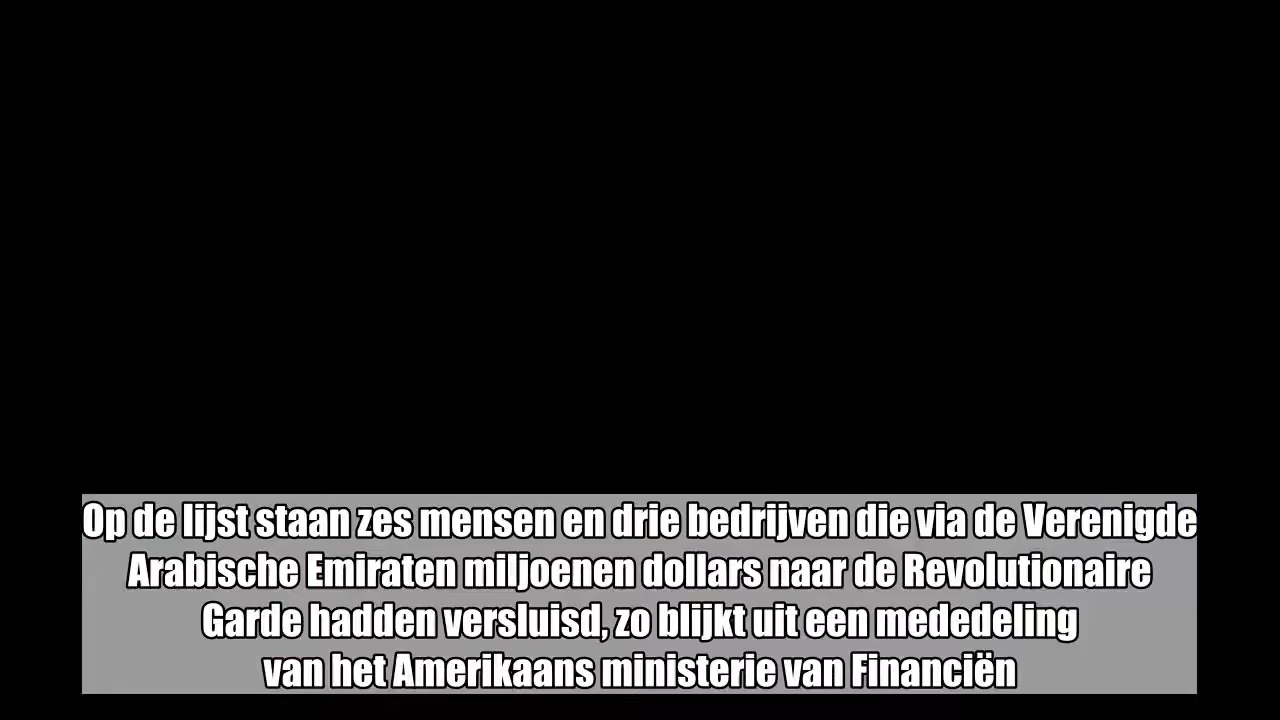 Op de lijst staan zes mensen en drie bedrijven die via de Verenigde
Arabische Emiraten miljoenen dollars naar de Revolutionaire
Garde hadden versluisd, zo blijkt uit een mededeling
van het Amerikaans ministerie van Financiën